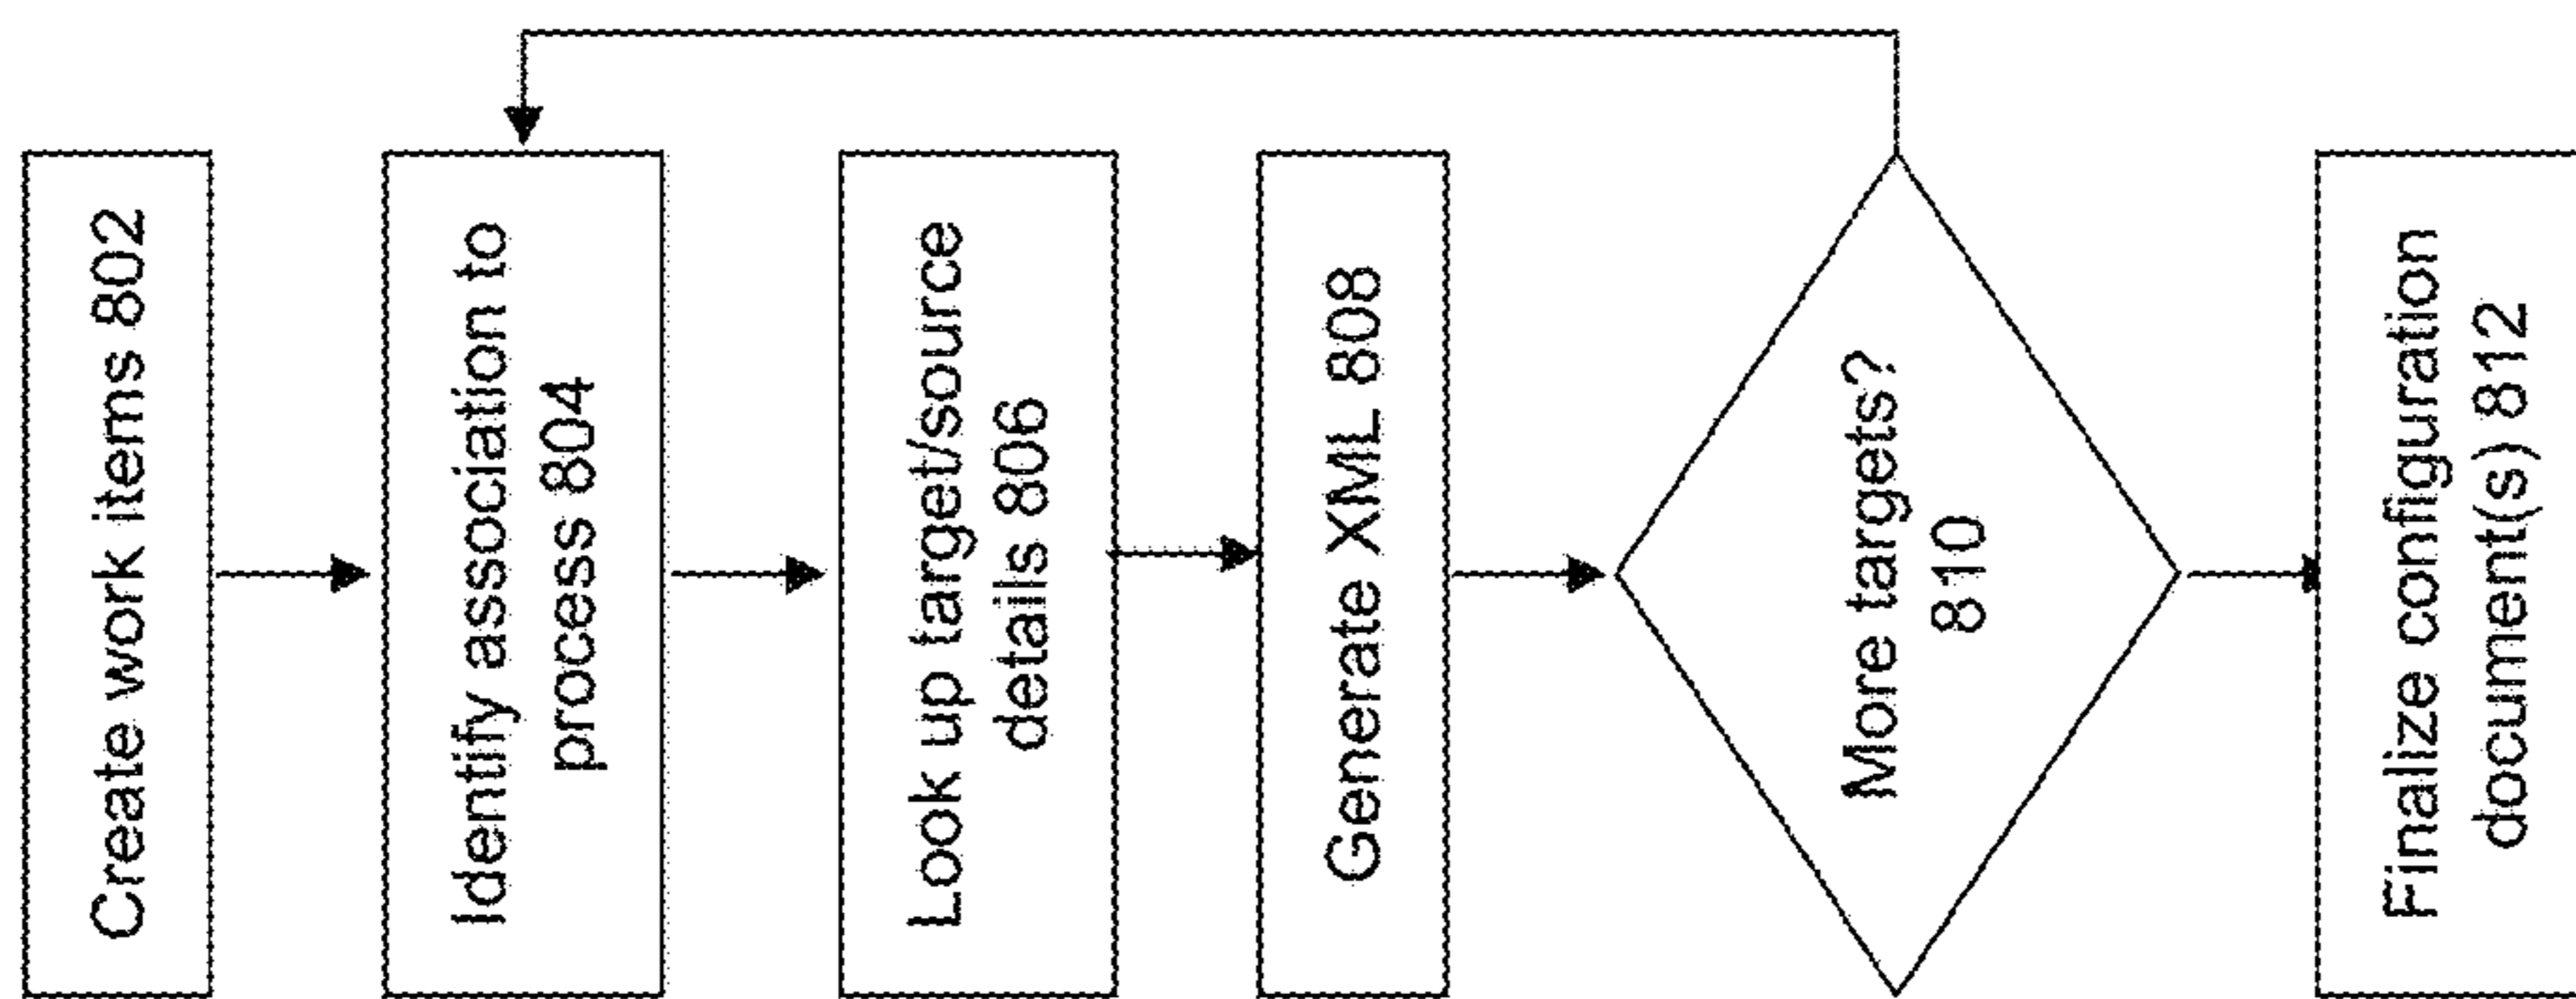 Create work items 802
Identify association to
process 804
Look up target/source
details 806
Generate XML 808
More targets?
810
Finalize configuration
document(s) 812